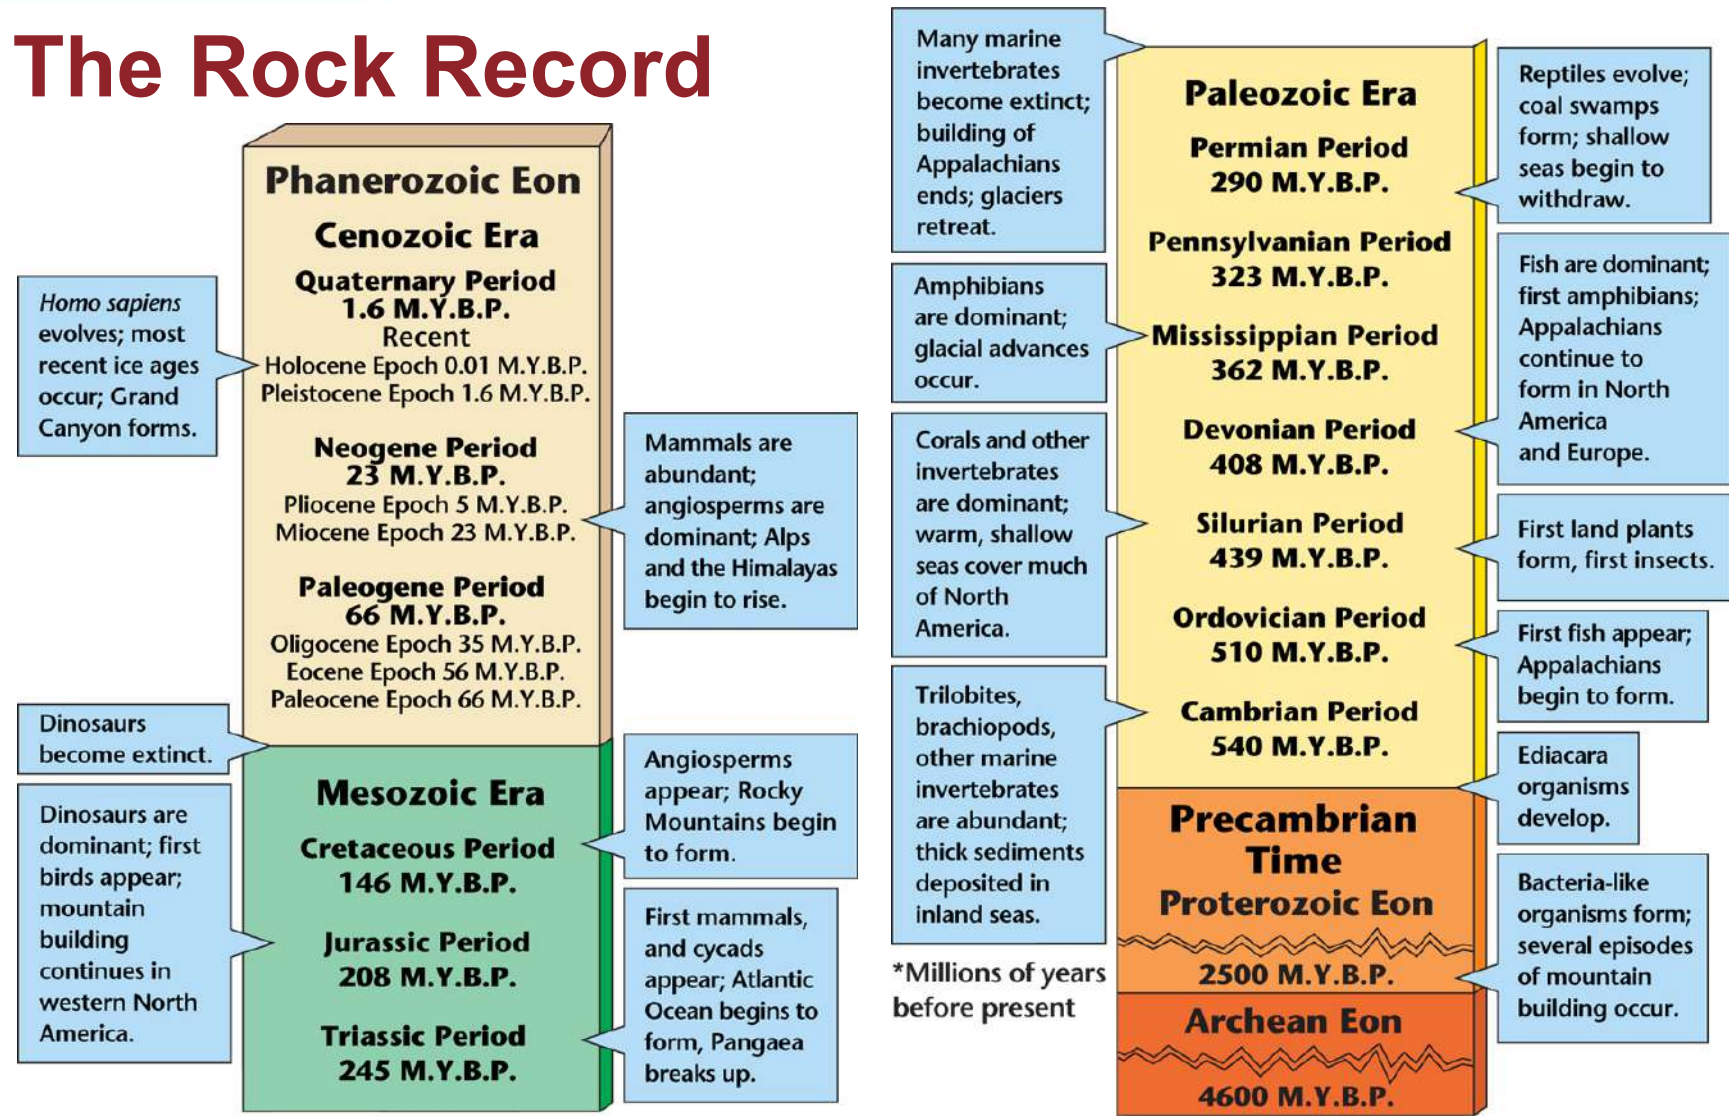 The Rock Record
Phanerozoic Eon
Cenozoic Era
Quaternary Period
1.6 M.Y.B.P.
Recent
Holocene Epoch 0.01 M.Y.B.P.
Pleistocene Epoch 1.6 M.Y.B.P.
Neogene Period
23 M.Y.B.P.
Pliocene Epoch 5 M.Y.B.P.
Miocene Epoch 23 M.Y.B.P.
Paleogene Period
66 M.Y.B.P.
Oligocene Epoch 35 M.Y.B.P.
Eocene Epoch 56 M.Y.B.P.
Paleocene Epoch 66 M.Y.B.P.
Homo sapiens
evolves; most
recent ice ages
occur; Grand
Canyon forms.
Mammals are
abundant;
angiosperms are
dominant; Alps
and the Himalayas
begin to rise.
Dinosaurs
become extinct.
Mesozoic Era
Cretaceous Period
146 M.Y.B.P.
Jurassic Period
208 M.Y.B.P.
Triassic Period
245 M.Y.B.P.
Dinosaurs are
dominant; first
birds appear;
mountain
building
continues in
western North
America.
Angiosperms
appear; Rocky
Mountains begin
to form.
First mammals,
and cycads
appear; Atlantic
Ocean begins to
form, Pangaea
breaks up.
Many marine
invertebrates
become extinct;
building of
Appalachians
ends; glaciers
retreat.
Amphibians
are dominant;
glacial advances
occur.
Corals and other
invertebrates
are dominant;
warm, shallow
seas cover much
of North
America.
Trilobites,
brachiopods,
other marine
invertebrates
are abundant;
thick sediments
deposited in
inland seas.
*Millions of years
before present
Paleozoic Era
Permian Period
290 M.Y.B.P.
Pennsylvanian Period
323 M.Y.B.P.
Mississippian Period
362 M.Y.B.P.
Devonian Period
408 M.Y.B.P.
Silurian Period
439 M.Y.B.P.
Ordovician Period
510 M.Y.B.P.
Cambrian Period
540 M.Y.B.P.
Precambrian
Time
Proterozoic Eon
2500 M.Y.B.P.
Archean Eon
4600 M.Y.B.P.
Reptiles evolve;
coal swamps
form; shallow
seas begin to
withdraw.
Fish are dominant;
first amphibians;
Appalachians
continue to
form in North
America
and Europe.
First land plants
form, first insects.
First fish appear;
Appalachians
begin to form.
Ediacara
organisms
develop.
Bacteria-like
organisms form;
several episodes
of mountain
building occur.